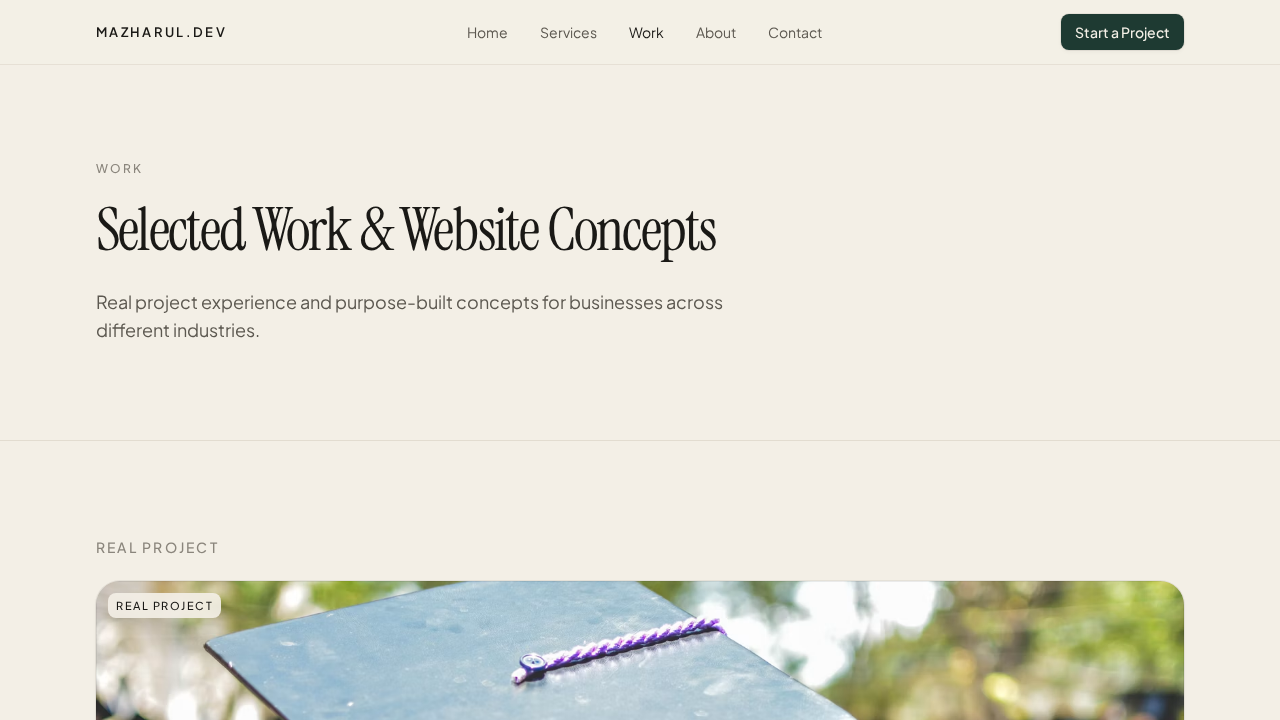 MAZHARUL.DEV
Home
Services
Work
About
Contact
Start a Project
WORK
Selected Work & Website Concepts
Real project experience and purpose-built concepts for businesses across
different industries.
REAL PROJECT
REAL PROJECT